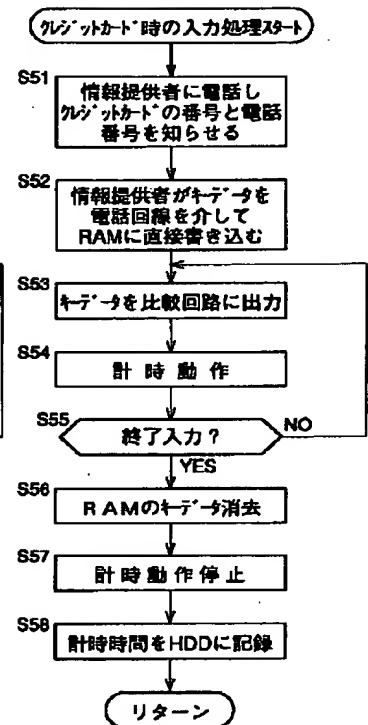 クレジットカード時の入力処理スタート
S51
情報提供者に電話し
クレジットカードの番号と電話
番号を知らせる
S52
情報提供者がキーデータを
電話回線を介して
RAMに直接書き込む
S53
キーデータを比較回路に出力
S54
計時動作
S55
終了入力?
NO
YES
S56
RAMのキーデータ消去
S57
計時動作停止
S58
計時時間をHDDに記録
リターン